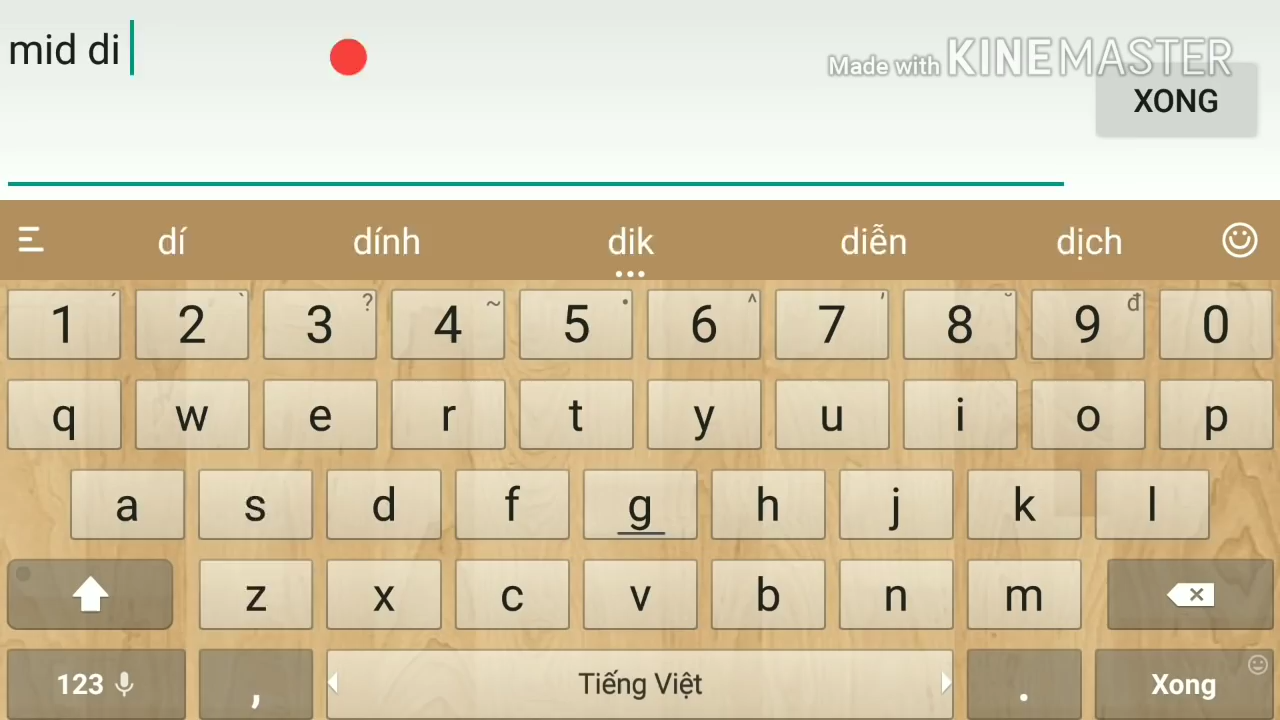 mid di
Made with KINEMASTER
XONG
dí dính dik diễn dịch
1 ´ 2 ` 3 ? 4 ~ 5 . 6 ^ 7 ' 8 ˘ 9 đ 0
q w e r t y u i o p
a s d f g h j k l
z x c v b n m
123 , Tiếng Việt . Xong